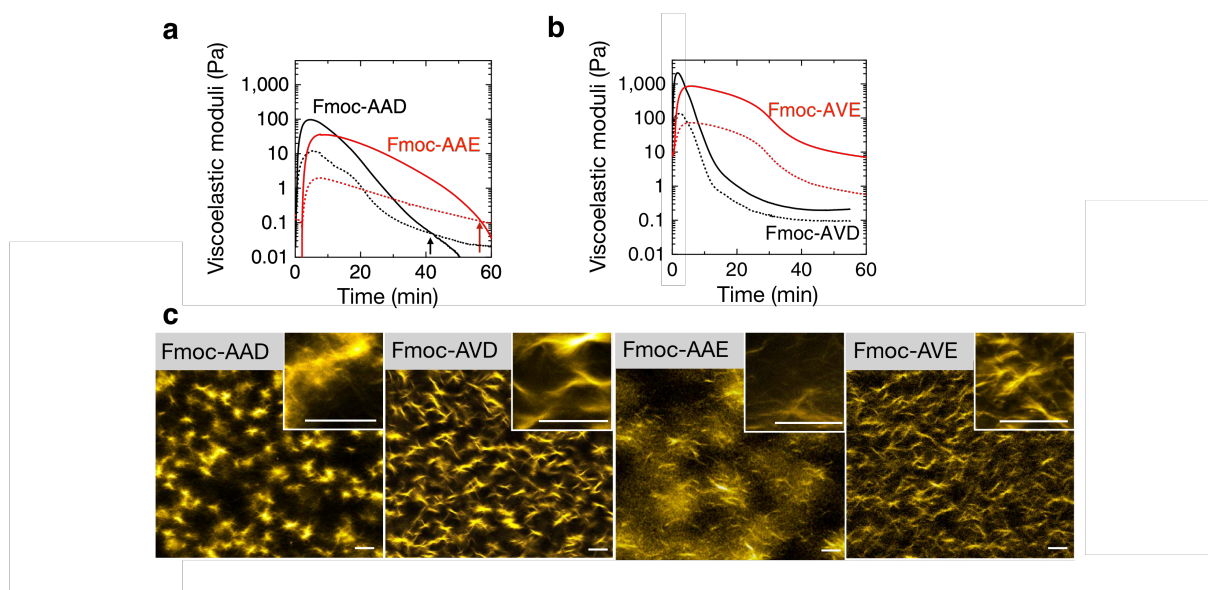 a
b
Viscoelastic moduli (Pa)
1,000
100
10
1
0.1
0.01
Fmoc-AAD
Fmoc-AAE
0
20
40
60
Time (min)
Viscoelastic moduli (Pa)
1,000
100
10
1
0.1
0.01
Fmoc-AVE
Fmoc-AVD
0
20
40
60
Time (min)
c
Fmoc-AAD
Fmoc-AVD
Fmoc-AAE
Fmoc-AVE